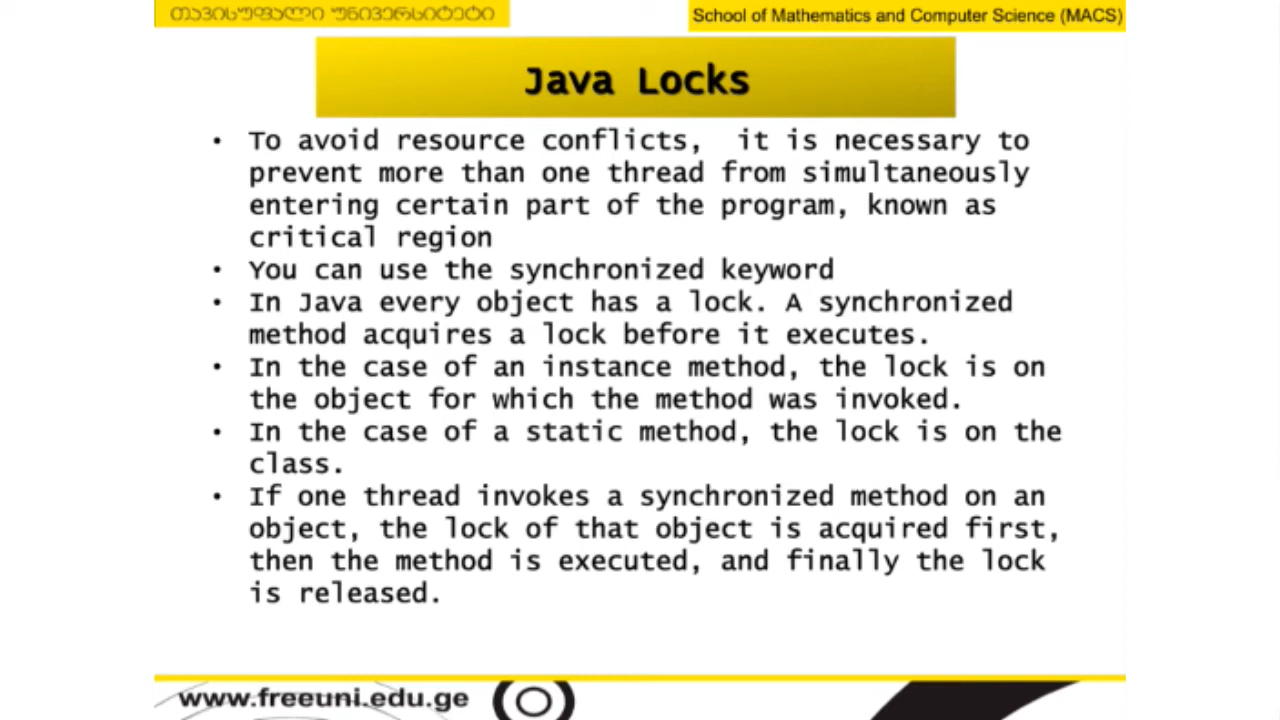 თავისუფალი უნივერსიტეტი
School of Mathematics and Computer Science (MACS)
Java Locks
• To avoid resource conflicts, it is necessary to
prevent more than one thread from simultaneously
entering certain part of the program, known as
critical region
• You can use the synchronized keyword
• In Java every object has a lock. A synchronized
method acquires a lock before it executes.
• In the case of an instance method, the lock is on
the object for which the method was invoked.
• In the case of a static method, the lock is on the
class.
• If one thread invokes a synchronized method on an
object, the lock of that object is acquired first,
then the method is executed, and finally the lock
is released.
www.freeuni.edu.ge